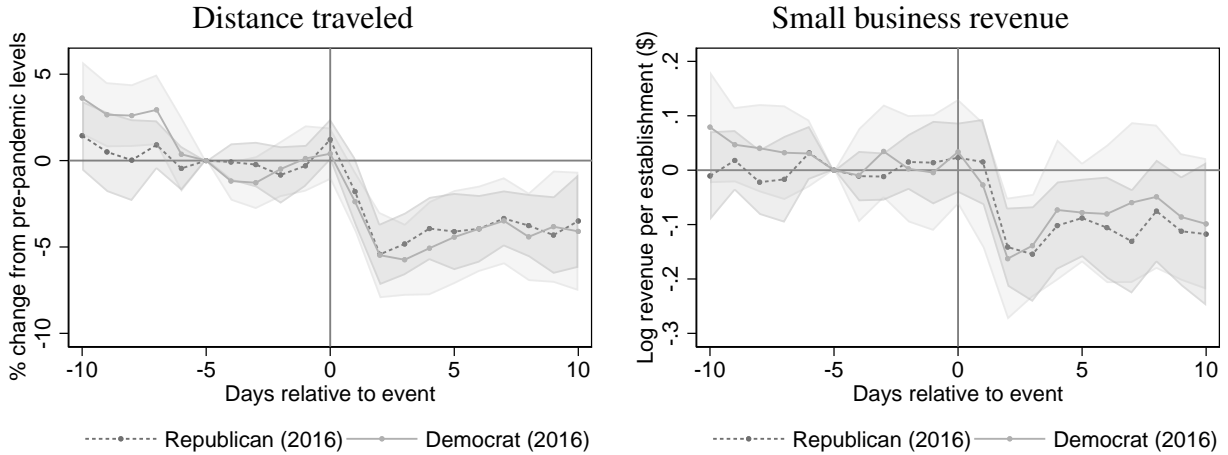 Distance traveled
% change from pre-pandemic levels
5
0
-5
-10
-10 -5 0 5 10
Days relative to event
Republican (2016) Democrat (2016)
Small business revenue
Log revenue per establishment ($)
.2
.1
0
-.1
-.2
-.3
-10 -5 0 5 10
Days relative to event
Republican (2016) Democrat (2016)